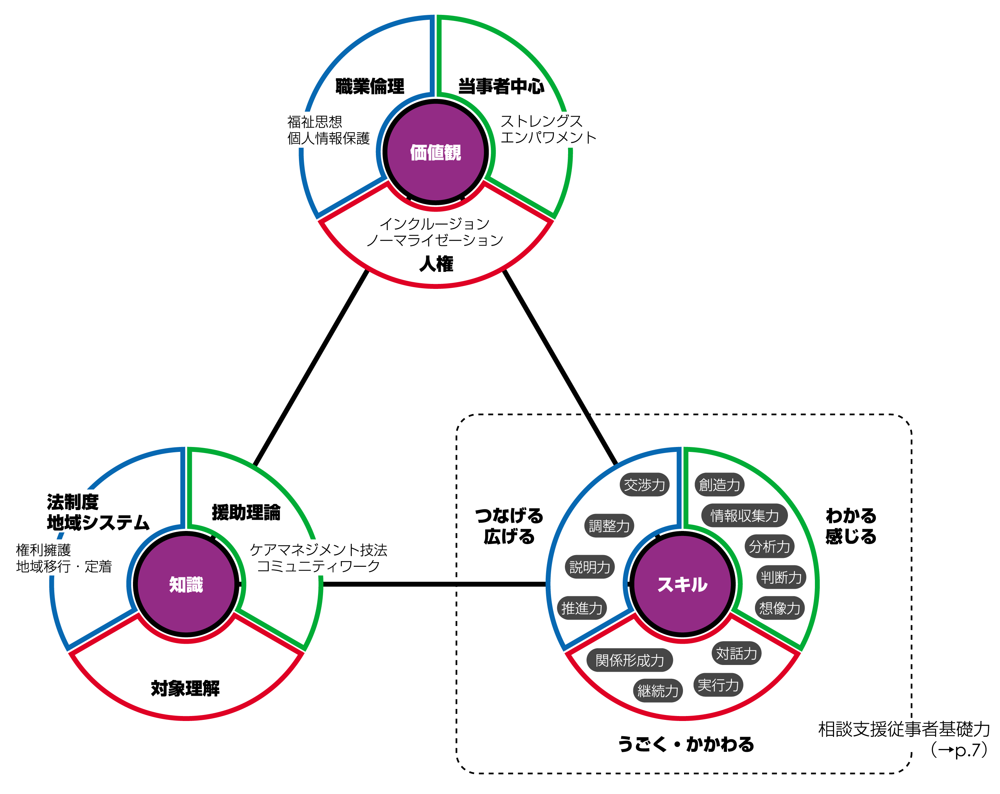 職業倫理
当事者中心
福祉思想
個人情報保護
ストレングス
エンパワメント
価値観
インクルージョン
ノーマライゼーション
人権
法制度
地域システム
援助理論
権利擁護
地域移行・定着
ケアマネジメント技法
コミュニティワーク
知識
対象理解
つなげる
広げる
わかる
感じる
交渉力
調整力
説明力
推進力
創造力
情報収集力
分析力
判断力
想像力
スキル
関係形成力
対話力
継続力
実行力
うごく・かかわる
相談支援従事者基礎力
（→p.7）